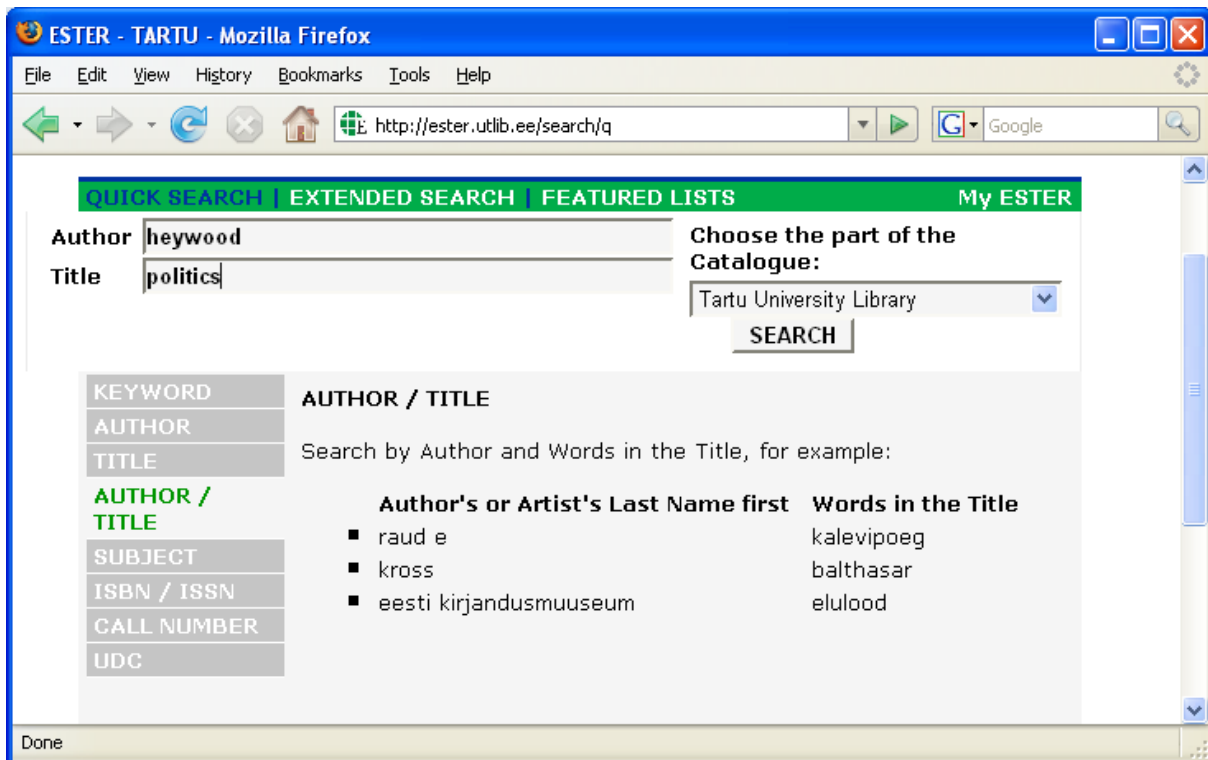 ESTER - TARTU - Mozilla Firefox
File Edit View History Bookmarks Tools Help
http://ester.utlib.ee/search/q G Google
QUICK SEARCH | EXTENDED SEARCH | FEATURED LISTS My ESTER
Author heywood
Title politics
Choose the part of the
Catalogue:
Tartu University Library
SEARCH
KEYWORD
AUTHOR
TITLE
AUTHOR /
TITLE
SUBJECT
ISBN / ISSN
CALL NUMBER
UDC
AUTHOR / TITLE
Search by Author and Words in the Title, for example:
Author's or Artist's Last Name first Words in the Title
raud e kalevipoeg
kross balthasar
eesti kirjandusmuuseum elulood
Done